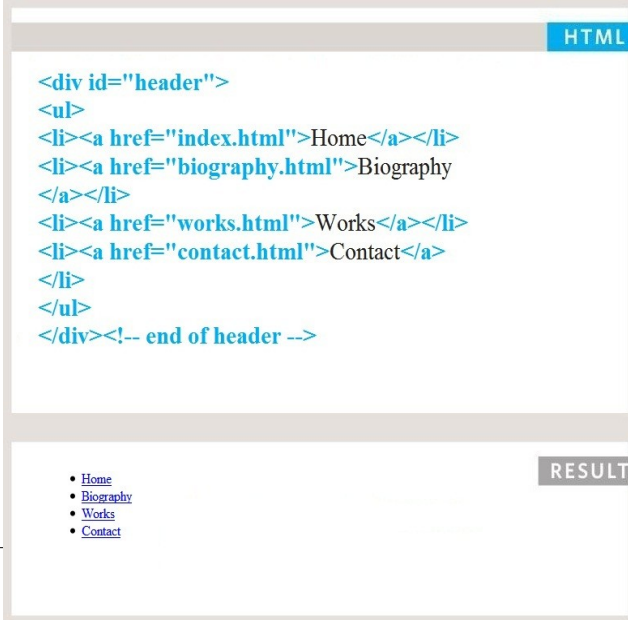 HTML
<div id="header">
<ul>
<li><a href="index.html">Home</a></li>
<li><a href="biography.html">Biography
</a></li>
<li><a href="works.html">Works</a></li>
<li><a href="contact.html">Contact</a>
</li>
</ul>
</div><!-- end of header -->
RESULT
• Home
• Biography
• Works
• Contact